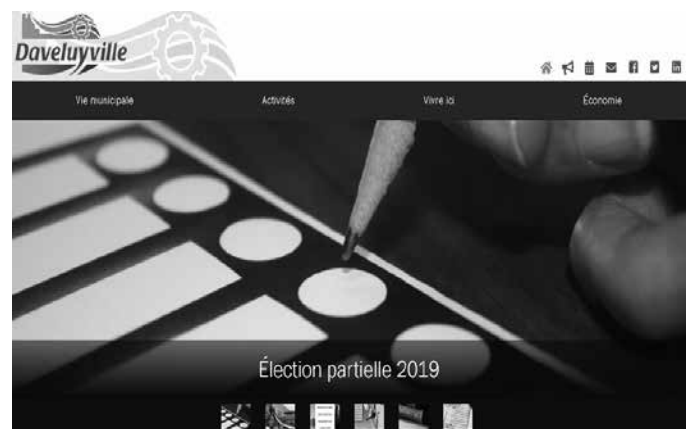 Daveluyville
Vie municipale Activités Vivre ici Économie
Élection partielle 2019